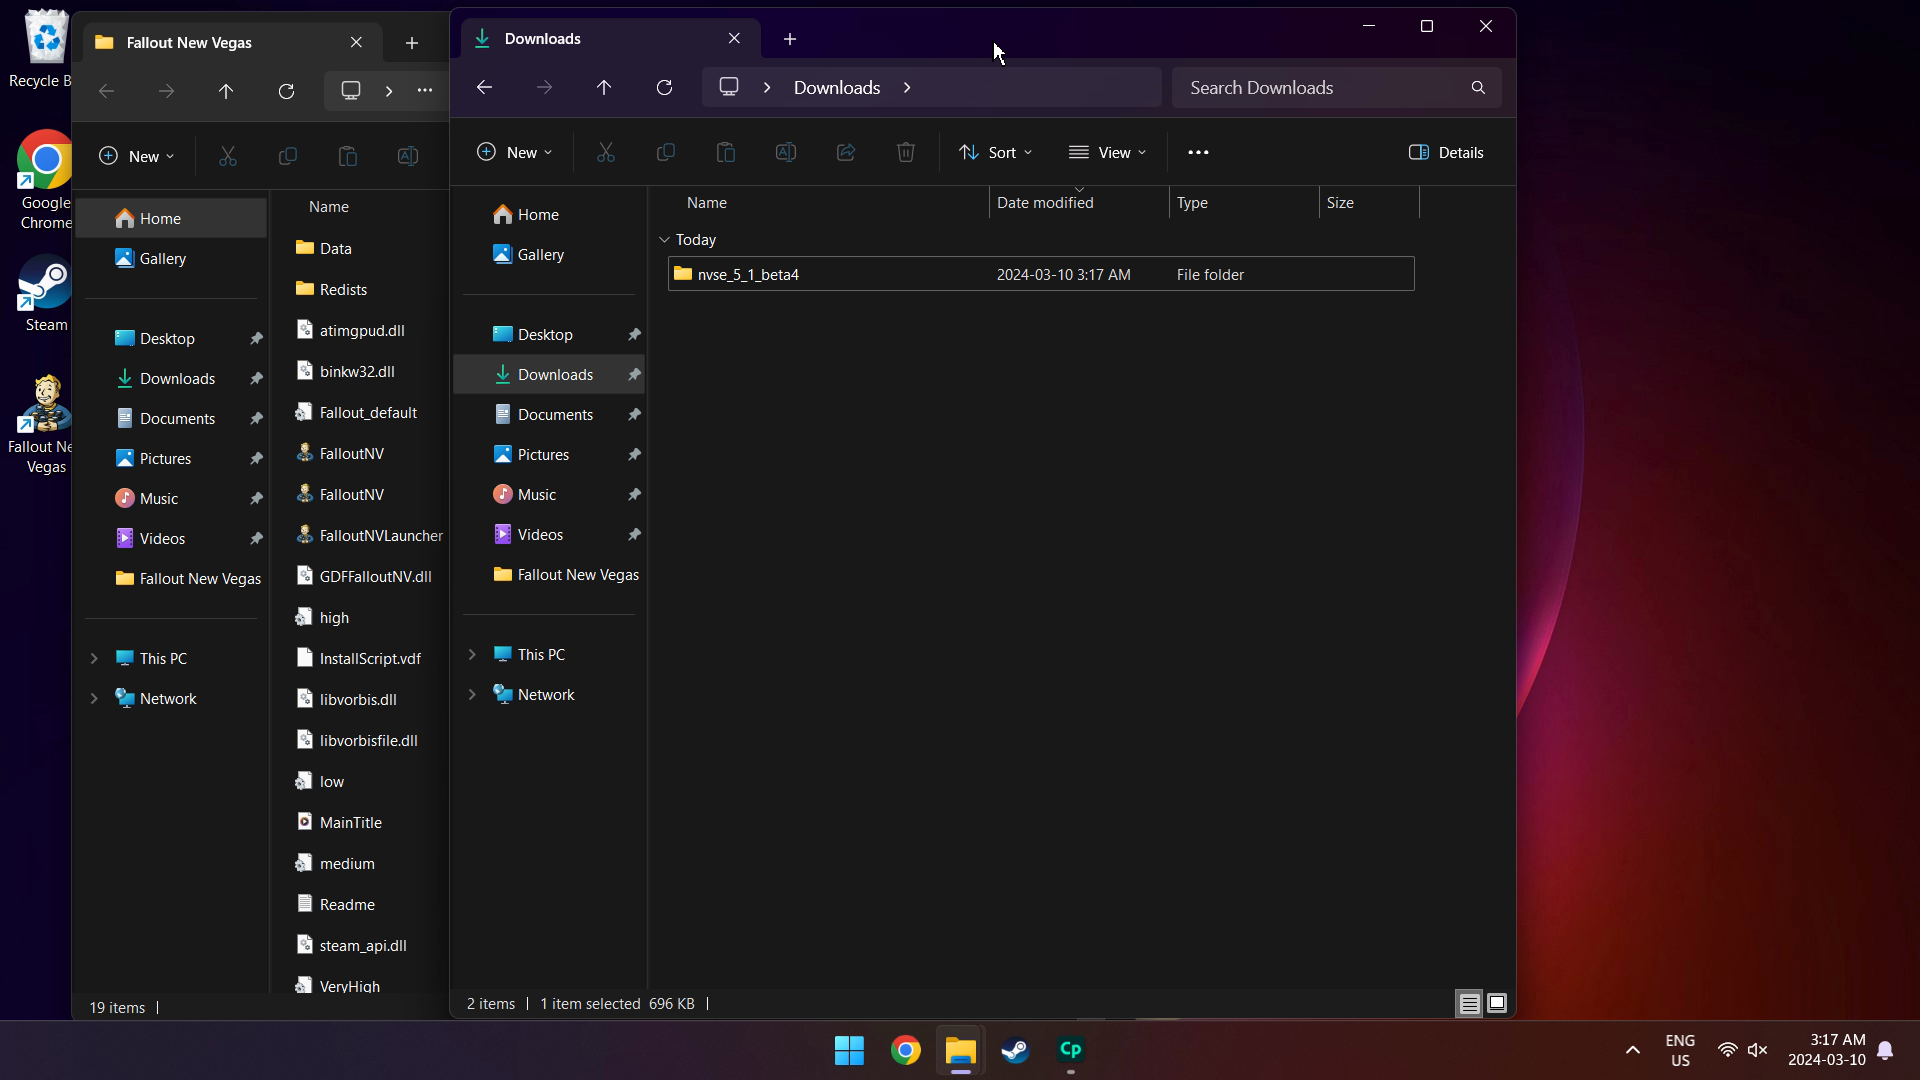 Recycle B
Google
Chrome
Steam
Fallout Ne
Vegas
Fallout New Vegas
New
Home
Gallery
Desktop
Downloads
Documents
Pictures
Music
Videos
Fallout New Vegas
This PC
Network
Name
Data
Redists
atimgpud.dll
binkw32.dll
Fallout_default
FalloutNV
FalloutNV
FalloutNVLauncher
GDFFalloutNV.dll
high
InstallScript.vdf
libvorbis.dll
libvorbisfile.dll
low
MainTitle
medium
Readme
steam_api.dll
VeryHigh
19 items
Downloads
Downloads
Search Downloads
New
Sort
View
Details
Home
Gallery
Desktop
Downloads
Documents
Pictures
Music
Videos
Fallout New Vegas
This PC
Network
Name Date modified Type Size
Today
nvse_5_1_beta4 2024-03-10 3:17 AM File folder
2 items 1 item selected 696 KB
Cp
ENG
US
3:17 AM
2024-03-10